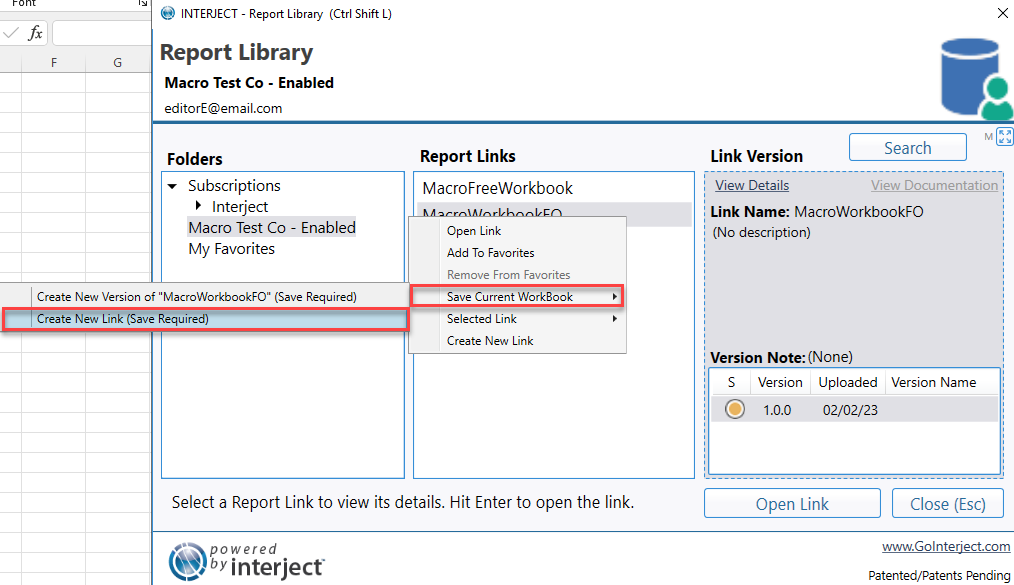 Font
INTERJECT - Report Library (Ctrl Shift L)
fx
F G
Report Library
Macro Test Co - Enabled
editorE@email.com
M
Search
Folders
Subscriptions
Interject
Macro Test Co - Enabled
My Favorites
Report Links
MacroFreeWorkbook
MacroWorkbookFO
Open Link
Add To Favorites
Remove From Favorites
Save Current WorkBook
Selected Link
Create New Link
Create New Version of "MacroWorkbookFO" (Save Required)
Create New Link (Save Required)
Link Version
View Details View Documentation
Link Name: MacroWorkbookFO
(No description)
Version Note: (None)
S Version Uploaded Version Name
1.0.0 02/02/23
Select a Report Link to view its details. Hit Enter to open the link.
Open Link Close (Esc)
powered
by interject
www.GoInterject.com
Patented/Patents Pending